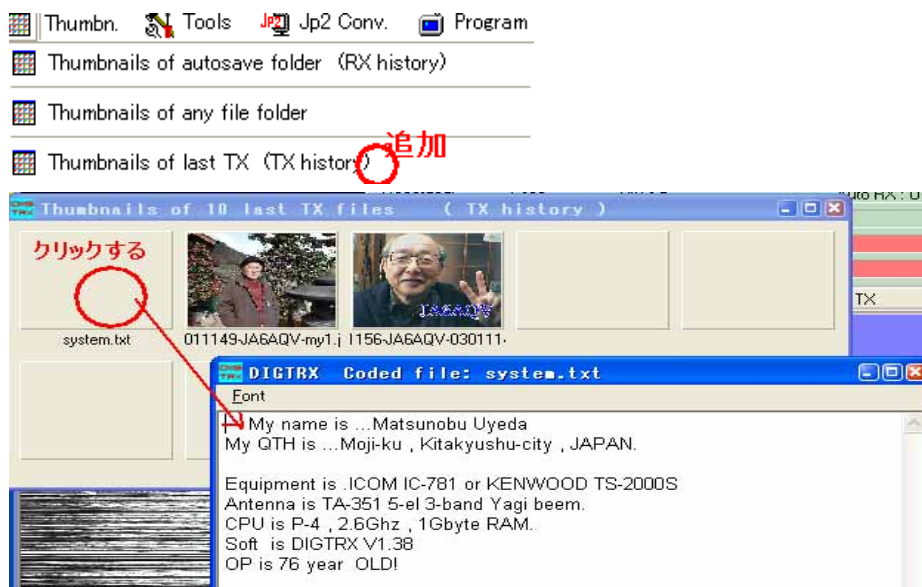 Thumbn. Tools Jp2 Conv. Program
Thumbnails of autosave folder (RX history)
Thumbnails of any file folder
Thumbnails of last TX (TX history)
追加
Thumbnails of 10 last TX files ( TX history )
クリックする
JA6AQV
TX
system.txt 011149-JA6AQV-my1.j 1156-JA6AQV-030111-
DIGTRX Coded file: system.txt
Font
My name is ...Matsunobu Uyeda
My QTH is ...Moji-ku , Kitakyushu-city , JAPAN.
Equipment is .ICOM IC-781 or KENWOOD TS-2000S
Antenna is TA-351 5-el 3-band Yagi beem.
CPU is P-4 , 2.6Ghz , 1Gbyte RAM.
Soft is DIGTRX V1.38
OP is 76 year OLD!